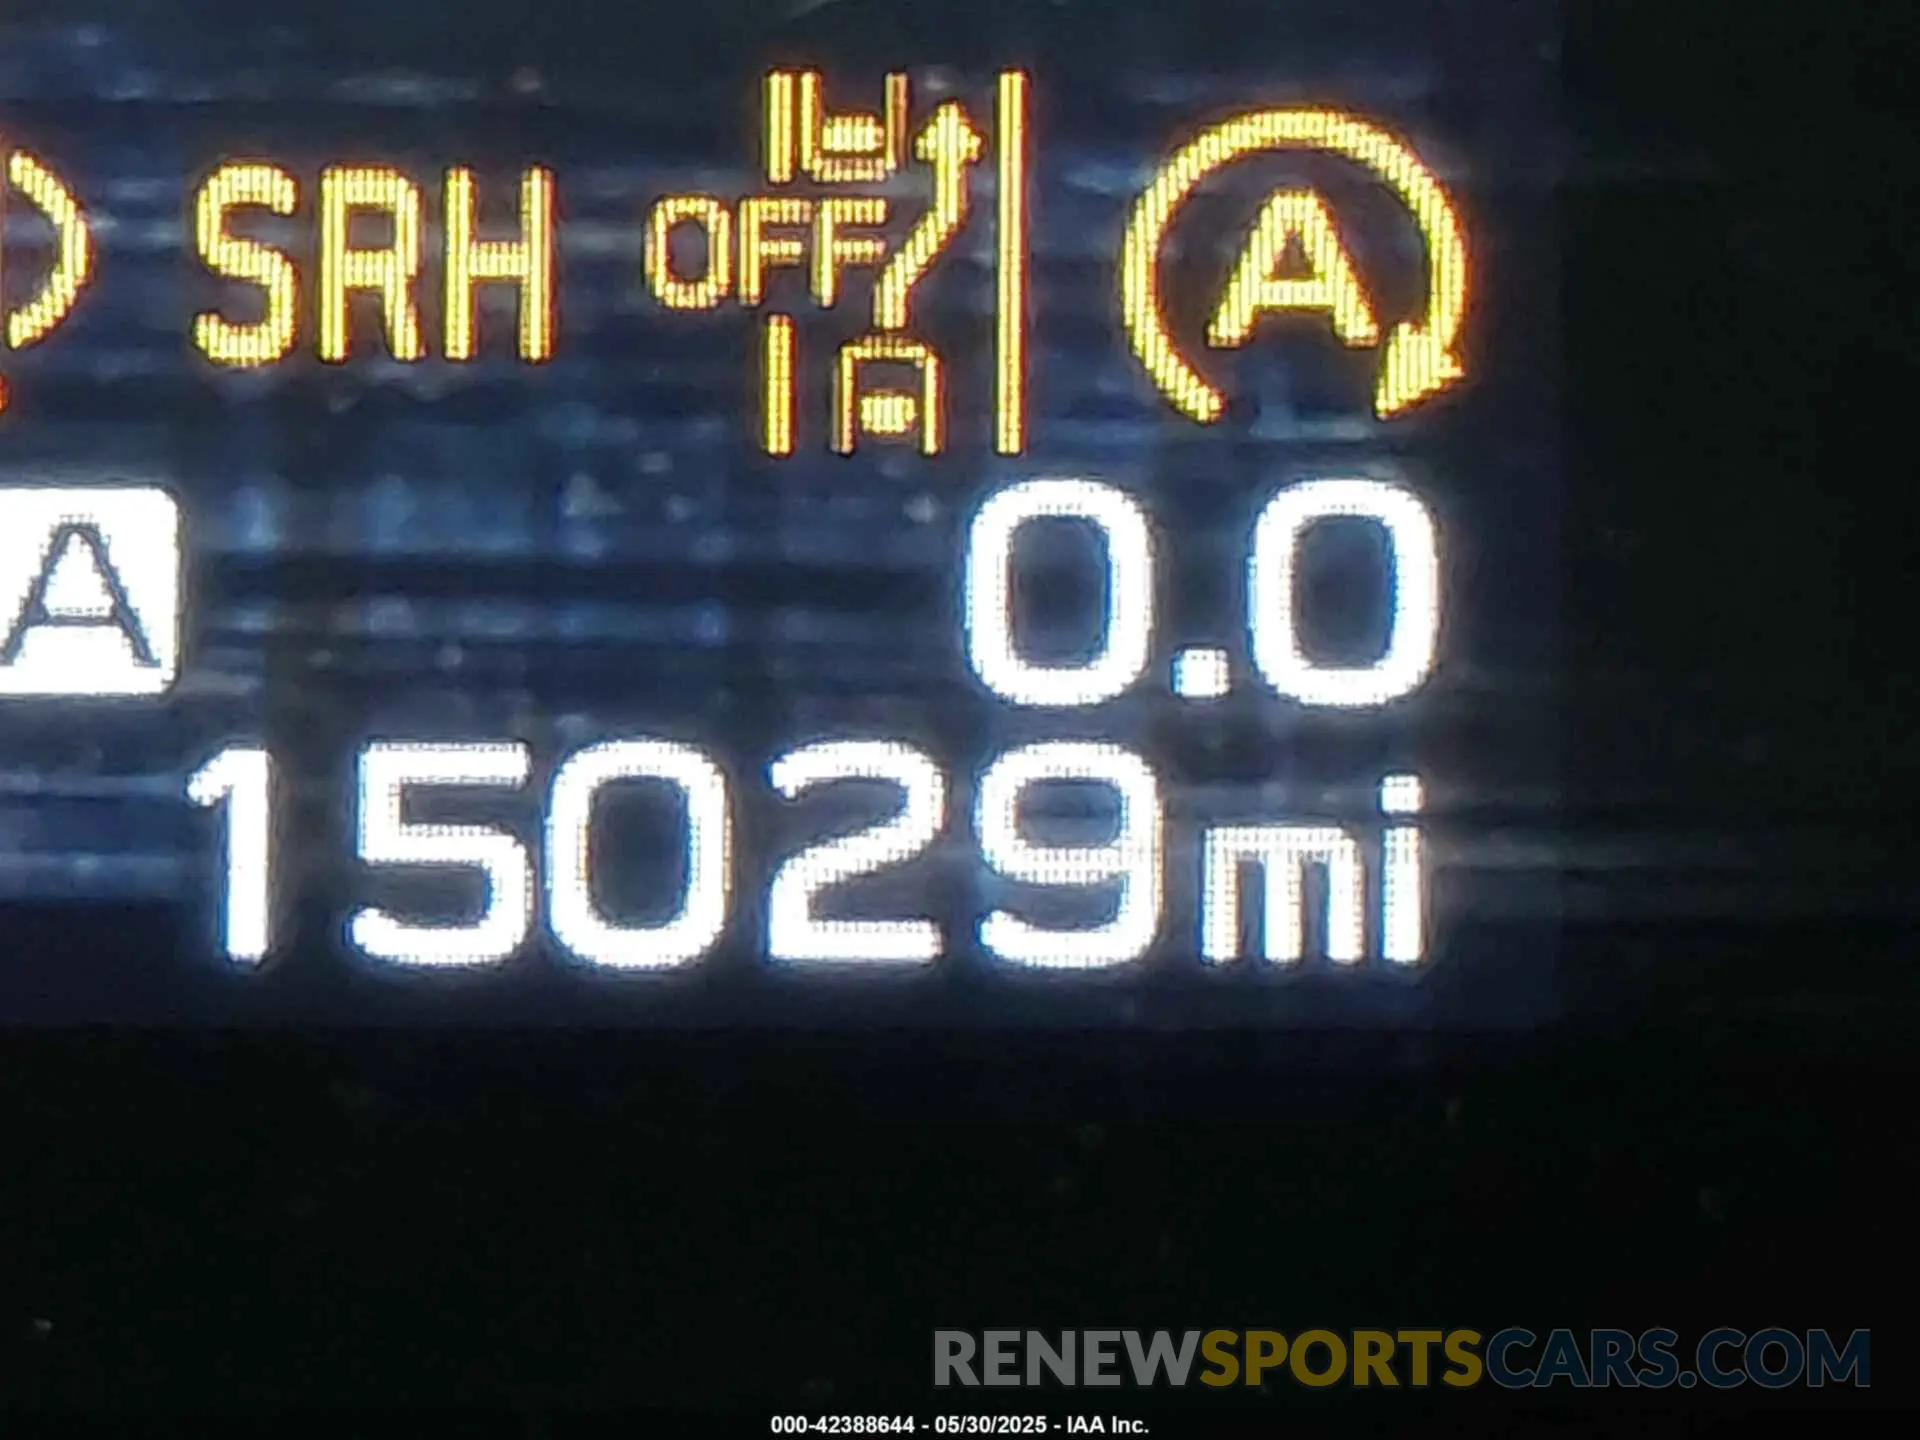 SRH OFF A
A 0.0
15029mi
RENEWSPORTSCARS.COM
000-42388644 - 05/30/2025 - IAA Inc.